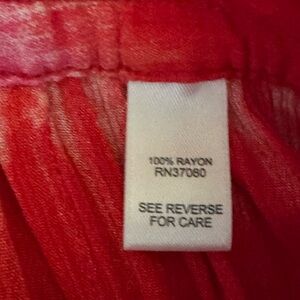 100% RAYON
RN37080
SEE REVERSE
FOR CARE